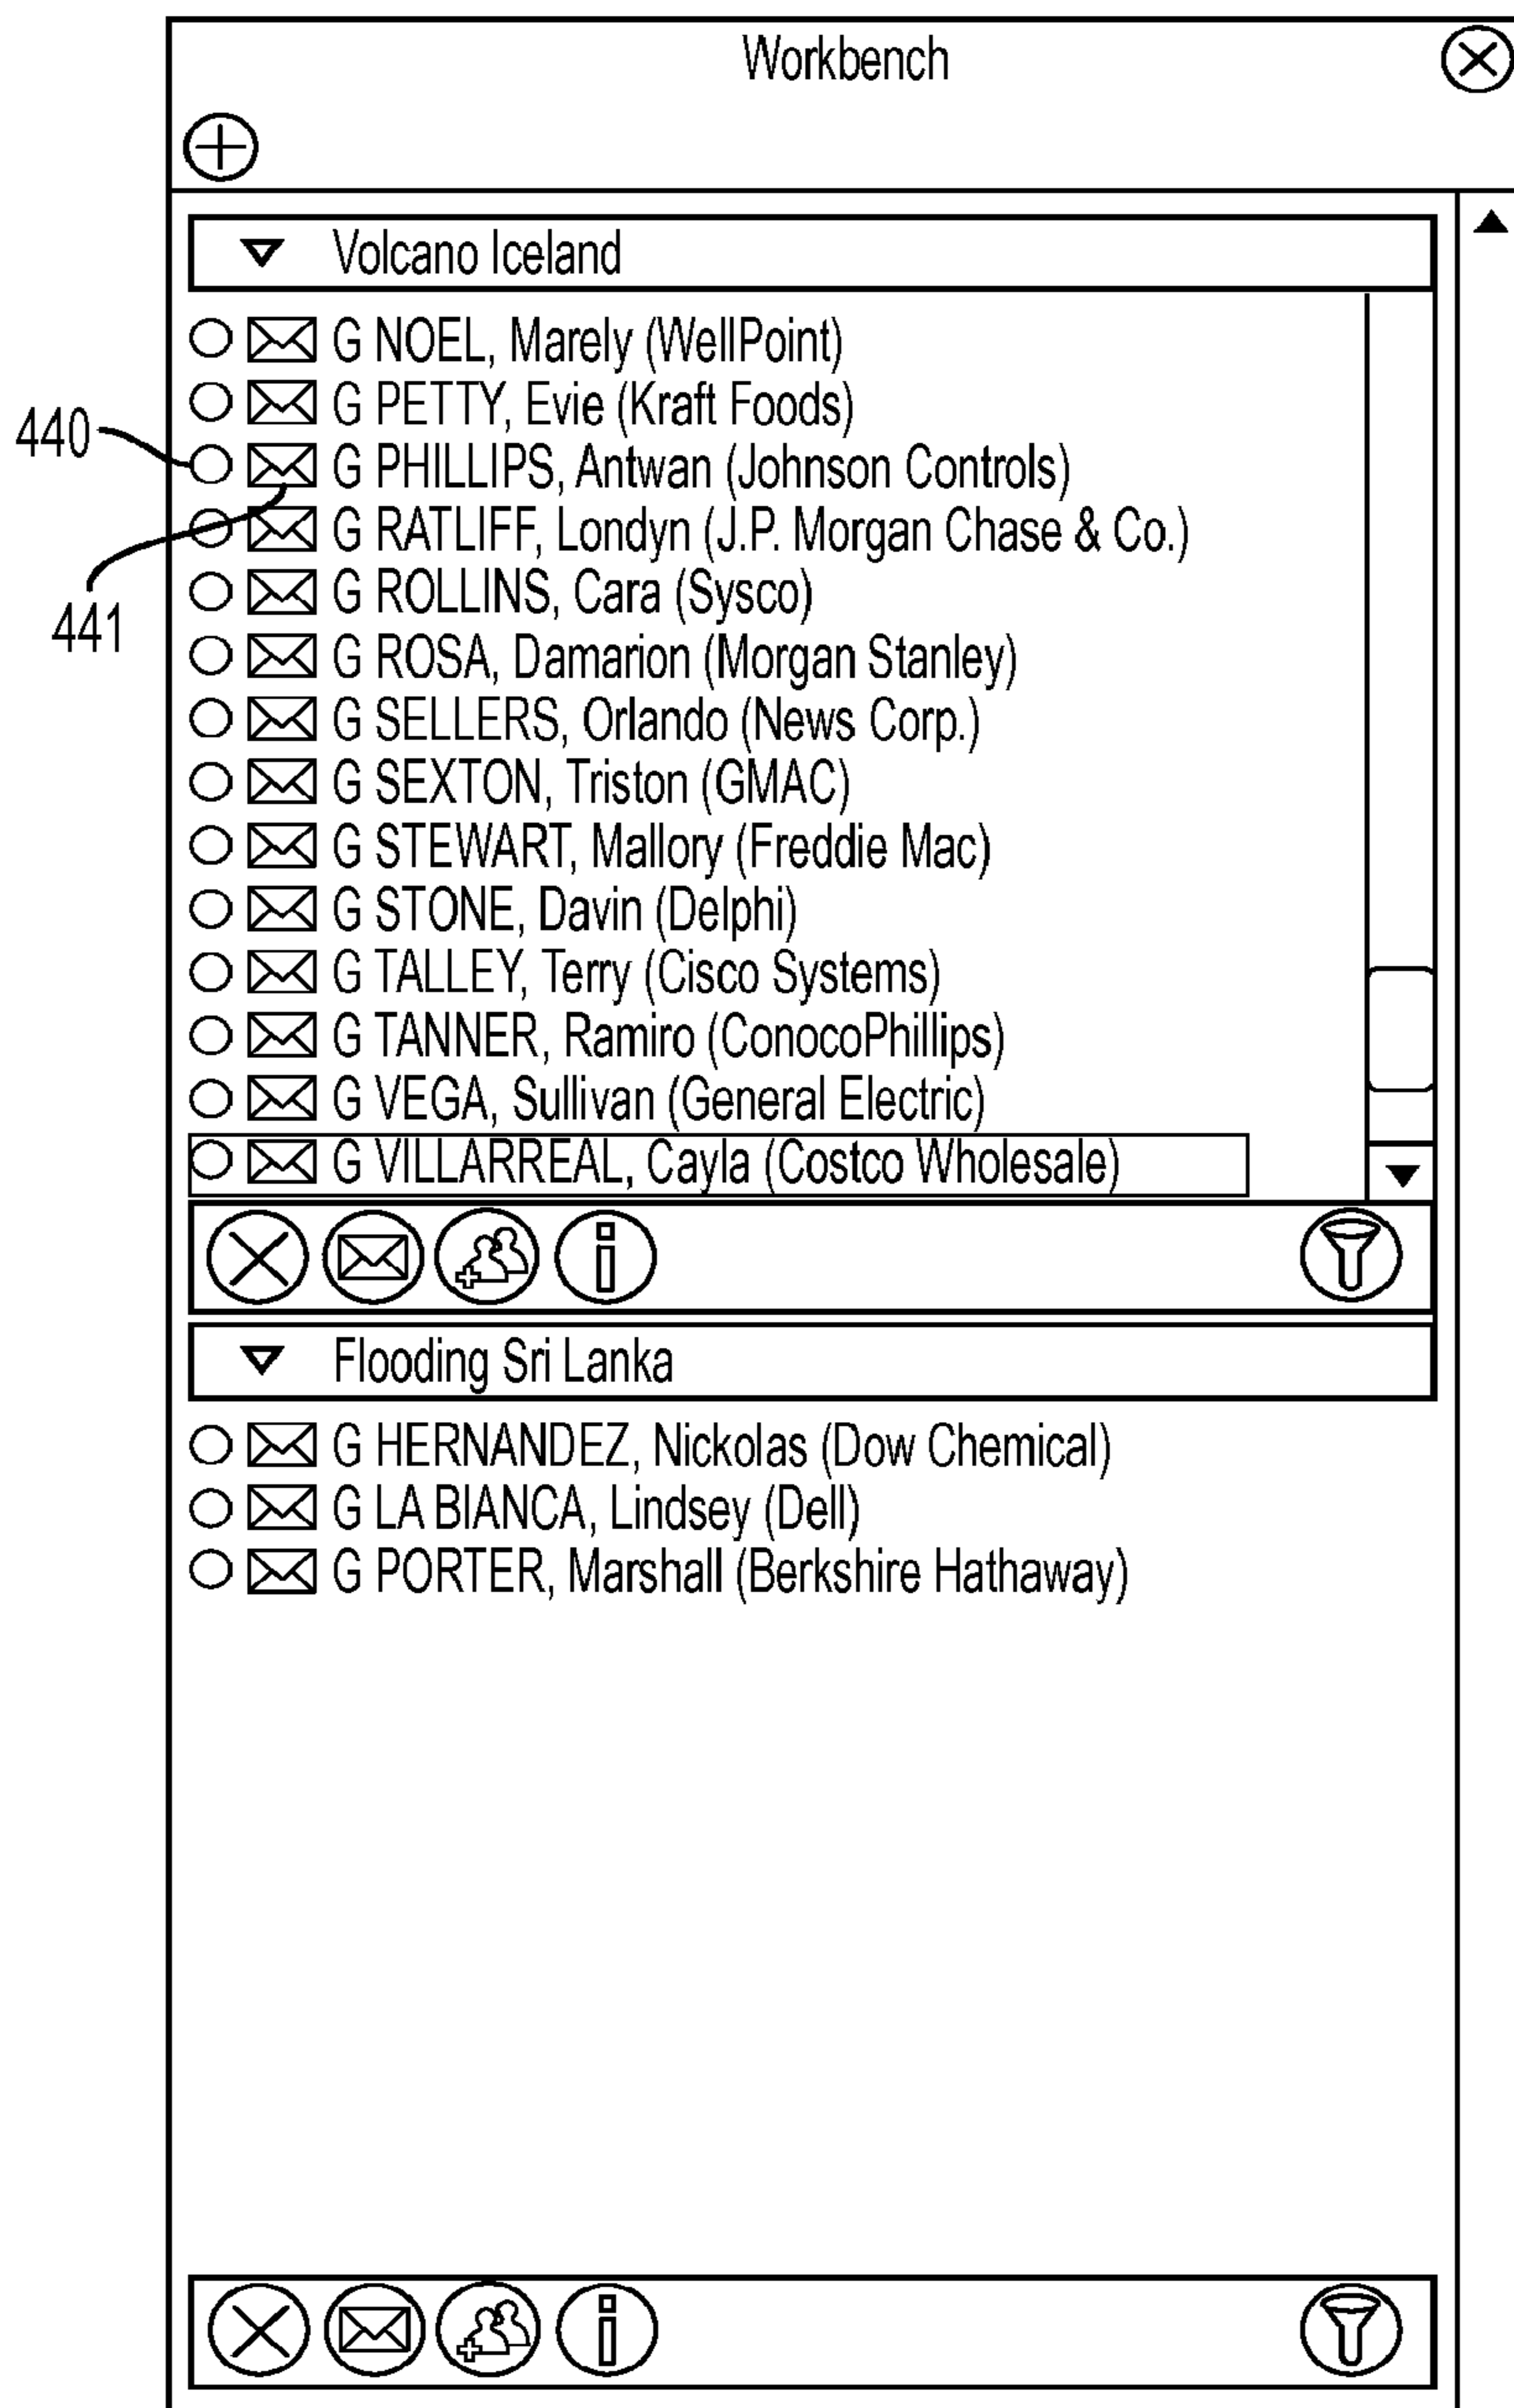 Workbench
Volcano Iceland
G NOEL, Marely (WellPoint)
G PETTY, Evie (Kraft Foods)
440
G PHILLIPS, Antwan (Johnson Controls)
G RATLIFF, Londyn (J.P. Morgan Chase & Co.)
G ROLLINS, Cara (Sysco)
441
G ROSA, Damarion (Morgan Stanley)
G SELLERS, Orlando (News Corp.)
G SEXTON, Triston (GMAC)
G STEWART, Mallory (Freddie Mac)
G STONE, Davin (Delphi)
G TALLEY, Terry (Cisco Systems)
G TANNER, Ramiro (ConocoPhillips)
G VEGA, Sullivan (General Electric)
G VILLARREAL, Cayla (Costco Wholesale)
Flooding Sri Lanka
G HERNANDEZ, Nickolas (Dow Chemical)
G LA BIANCA, Lindsey (Dell)
G PORTER, Marshall (Berkshire Hathaway)